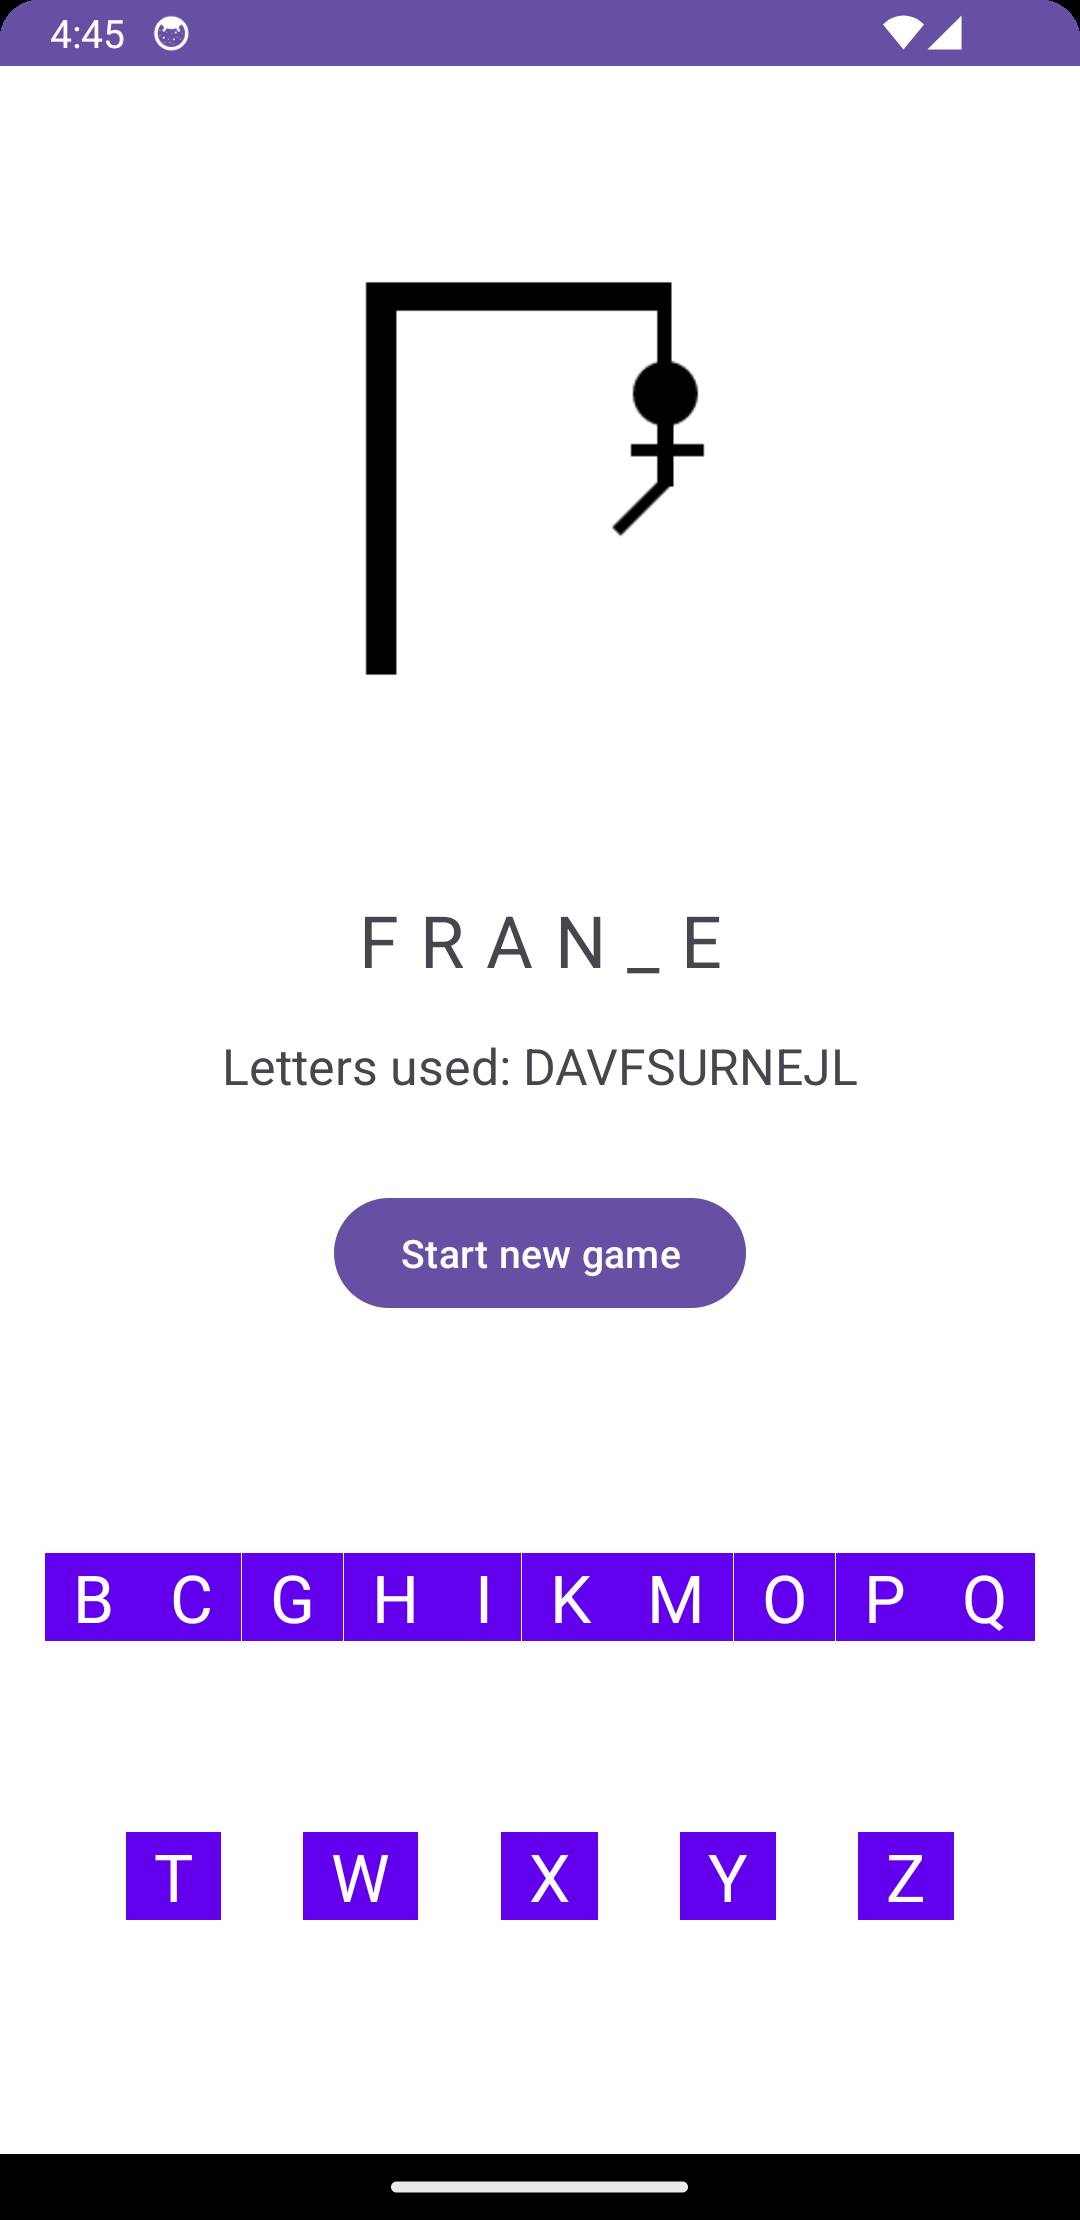 4:45
F R A N _ E
Letters used: DAVFSURNEJL
Start new game
B C G H I K M O P Q
T W X Y Z